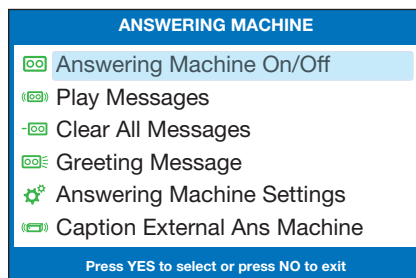 ANSWERING MACHINE
Answering Machine On/Off
Play Messages
Clear All Messages
Greeting Message
Answering Machine Settings
Caption External Ans Machine
Press YES to select or press NO to exit